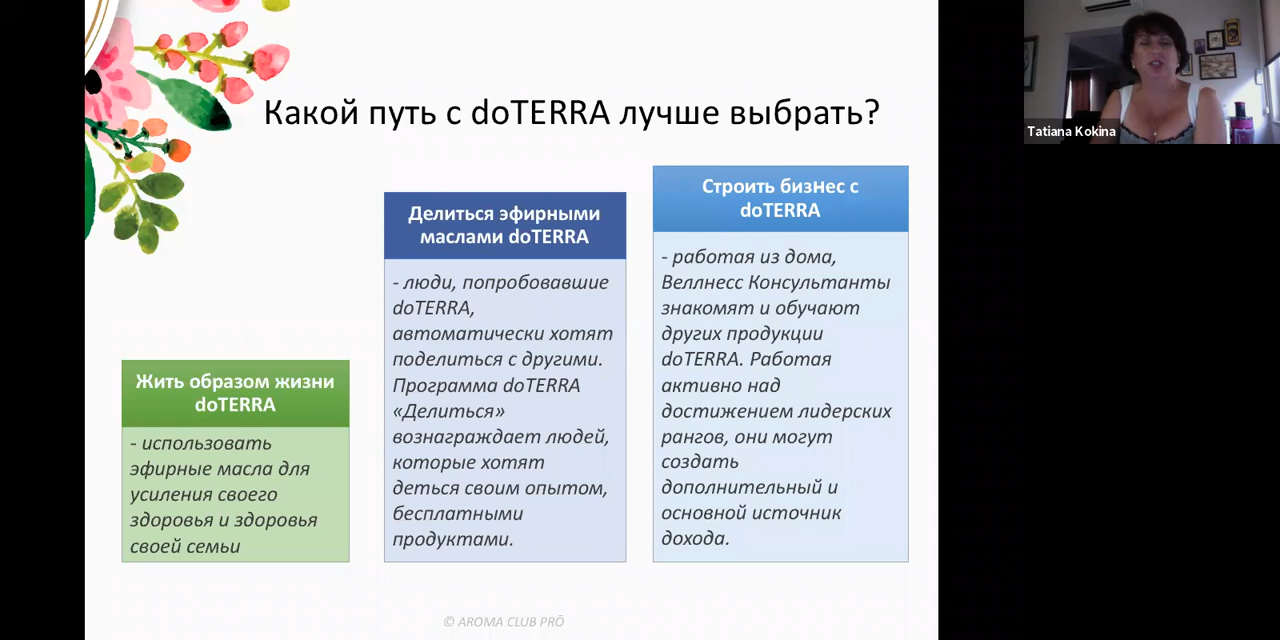 Какой путь с doTERRA лучше выбрать?
Tatiana Kokina
Жить образом жизни
doTERRA
- использовать
эфирные масла для
усиления своего
здоровья и здоровья
своей семьи
Делиться эфирными
маслами doTERRA
- люди, попробовавшие
doTERRA,
автоматически хотят
поделиться с другими.
Программа doTERRA
«Делиться»
вознаграждает людей,
которые хотят
деться своим опытом,
бесплатными
продуктами.
Строить бизнес с
doTERRA
- работая из дома,
Веллнесс Консультанты
знакомят и обучают
других продукции
doTERRA. Работая
активно над
достижением лидерских
рангов, они могут
создать
дополнительный и
основной источник
дохода.
© AROMA CLUB PRŌ